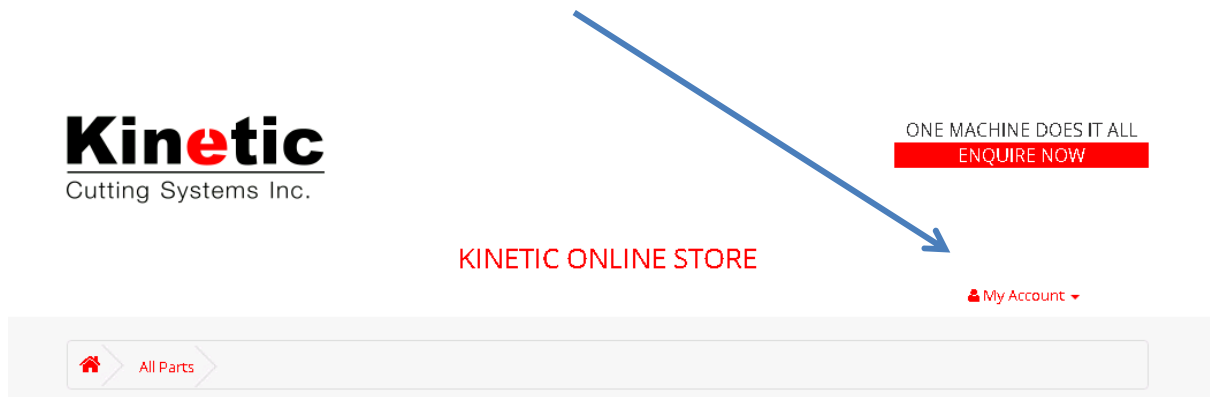 Kinetic
Cutting Systems Inc.
ONE MACHINE DOES IT ALL
ENQUIRE NOW
KINETIC ONLINE STORE
My Account
All Parts